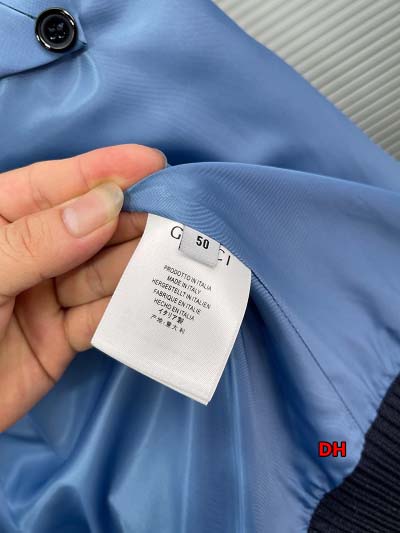 50
G CI
PRODOTTO IN ITALIA
MADE IN ITALY
HERGESTELLT IN ITALIEN
FABRIQUÉ EN ITALIE
HECHO EN ITALIA
イタリア製
产地:意大利
DH